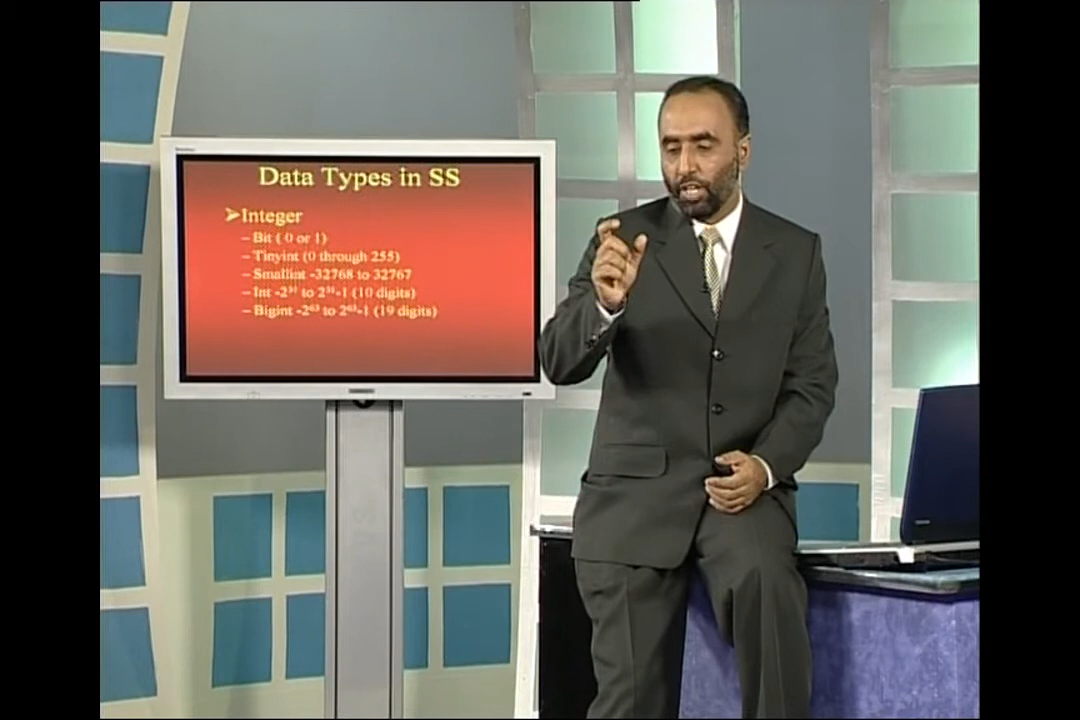 Data Types in SS
➢Integer
– Bit ( 0 or 1)
– Tinyint (0 through 255)
– Smallint -32768 to 32767
– Int -2³¹ to 2³¹-1 (10 digits)
– Bigint -2⁶³ to 2⁶³-1 (19 digits)